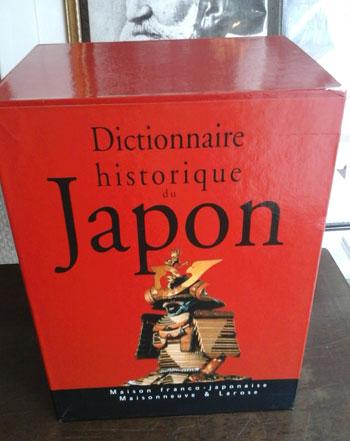 Dictionnaire
historique
du
Japon
Maison franco-japonaise
Maisonneuve & Larose